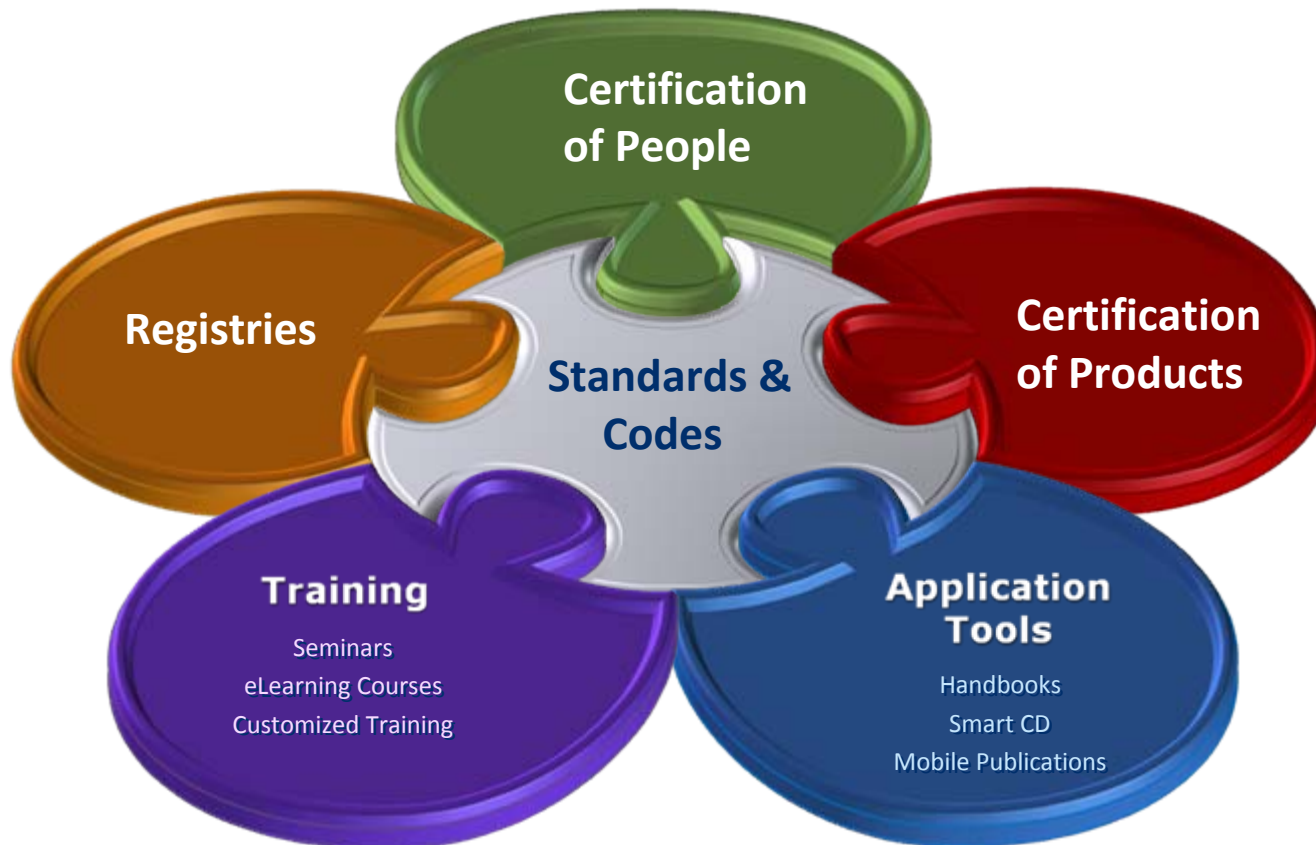 Certification
of People
Registries
Certification
of Products
Standards &
Codes
Training
Seminars
eLearning Courses
Customized Training
Application
Tools
Handbooks
Smart CD
Mobile Publications